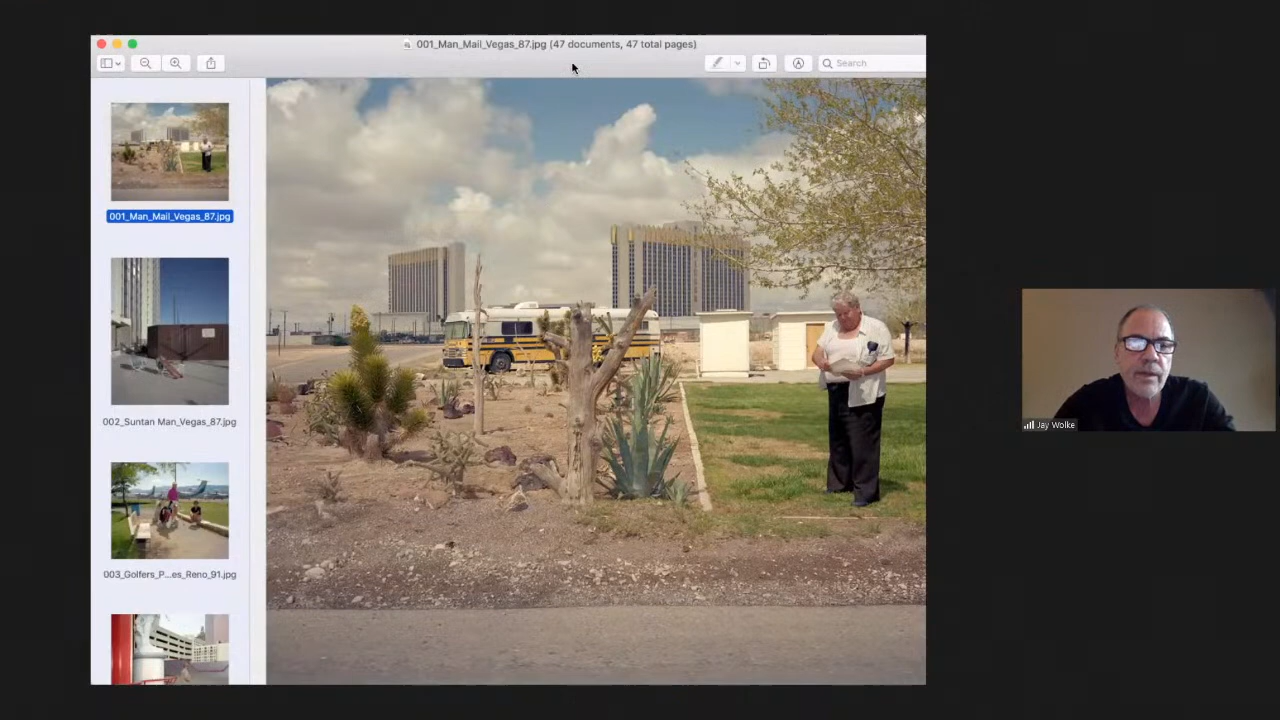 001_Man_Mail_Vegas_87.jpg (47 documents, 47 total pages)
Search
001_Man_Mail_Vegas_87.jpg
002_Suntan Man_Vegas_87.jpg
003_Golfers_P...es_Reno_91.jpg
Jay Wolke